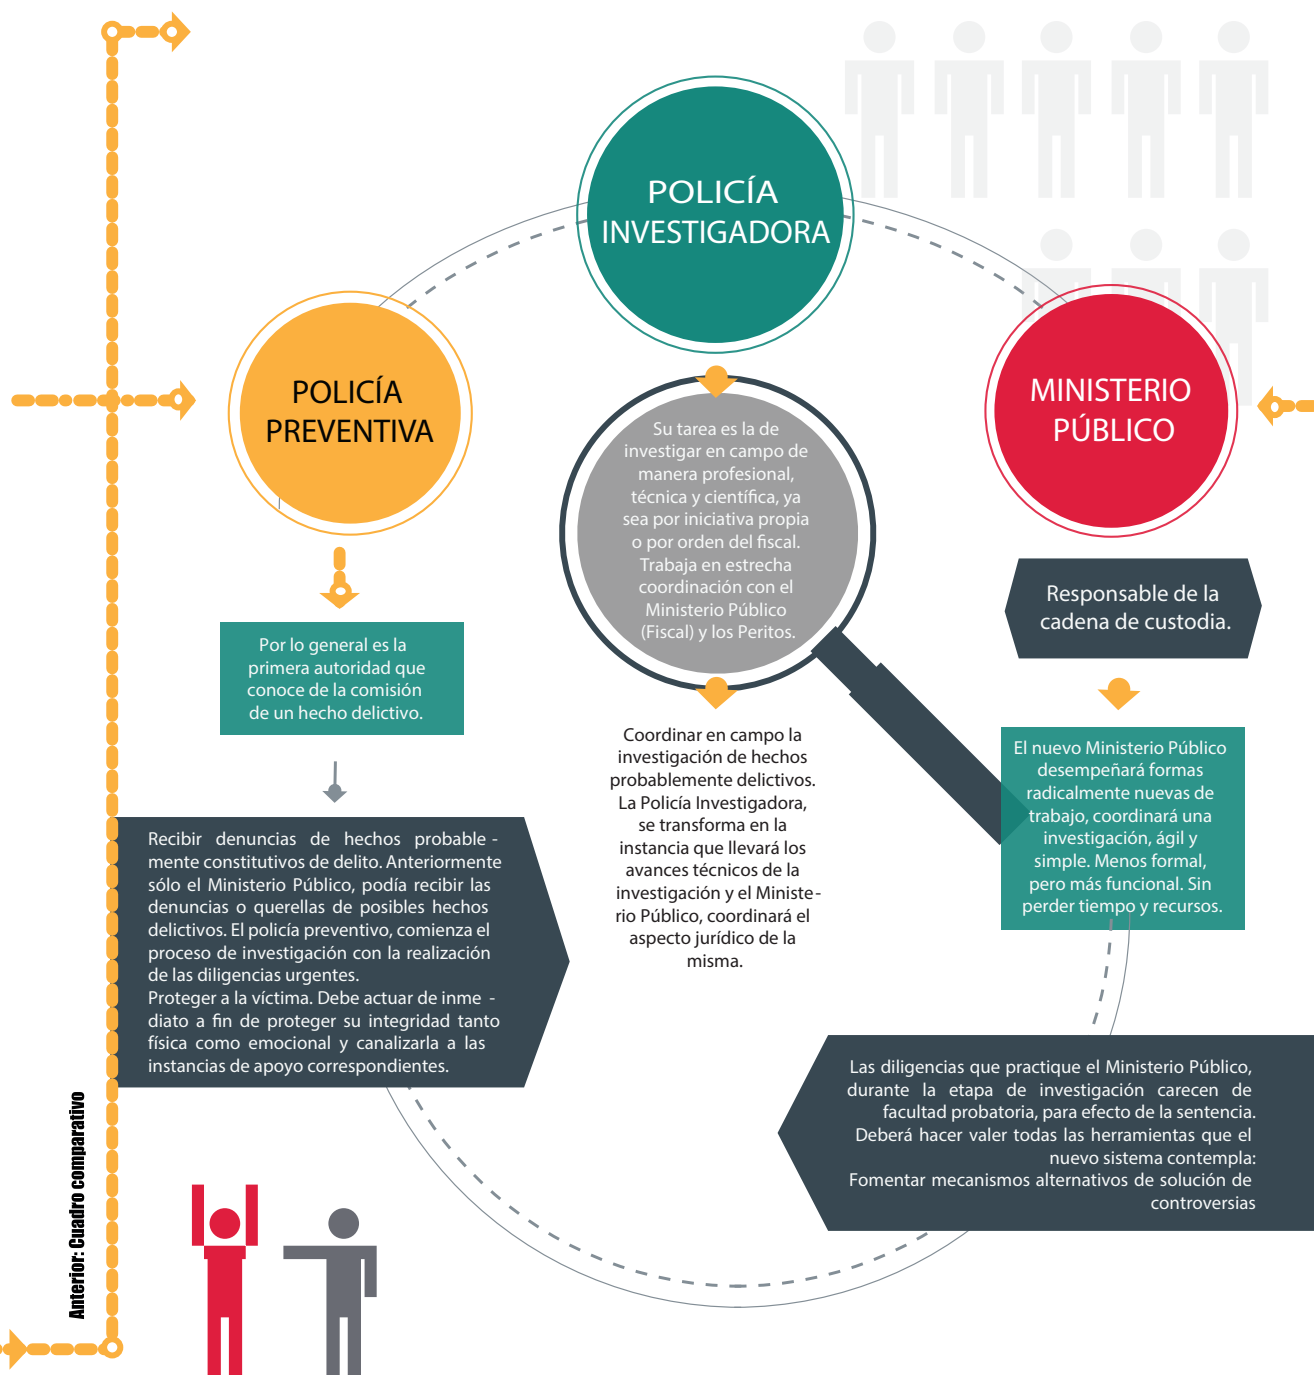 POLICÍA
INVESTIGADORA
POLICÍA
PREVENTIVA
MINISTERIO
PÚBLICO
Su tarea es la de
investigar en campo de
manera profesional,
técnica y científica, ya
sea por iniciativa propia
o por orden del fiscal.
Trabaja en estrecha
coordinación con el
Ministerio Público
(Fiscal) y los Peritos.
Responsable de la
cadena de custodia.
Por lo general es la
primera autoridad que
conoce de la comisión
de un hecho delictivo.
Coordinar en campo la
investigación de hechos
probablemente delictivos.
La Policía Investigadora,
se transforma en la
instancia que llevará los
avances técnicos de la
investigación y el Ministe-
rio Público, coordinará el
aspecto jurídico de la
misma.
El nuevo Ministerio Público
desempeñará formas
radicalmente nuevas de
trabajo, coordinará una
investigación, ágil y
simple. Menos formal,
pero más funcional. Sin
perder tiempo y recursos.
Recibir denuncias de hechos probable-
mente constitutivos de delito. Anteriormente
sólo el Ministerio Público, podía recibir las
denuncias o querellas de posibles hechos
delictivos. El policía preventivo, comienza el
proceso de investigación con la realización
de las diligencias urgentes.
Proteger a la víctima. Debe actuar de inme-
diato a fin de proteger su integridad tanto
física como emocional y canalizarla a las
instancias de apoyo correspondientes.
Las diligencias que practique el Ministerio Público,
durante la etapa de investigación carecen de
facultad probatoria, para efecto de la sentencia.
Deberá hacer valer todas las herramientas que el
nuevo sistema contempla:
Fomentar mecanismos alternativos de solución de
controversias
Anterior: Cuadro comparativo